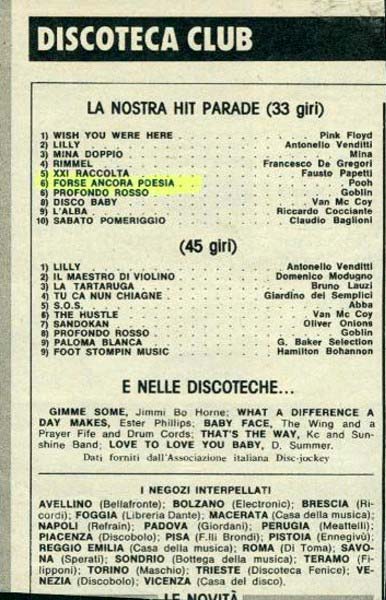 DISCOTECA CLUB
LA NOSTRA HIT PARADE (33 giri)
1) WISH YOU WERE HERE . . . . . . . . Pink Floyd
2) LILLY . . . . . . . . Antonello Venditti
3) MINA DOPPIO . . . . . . . . Mina
4) RIMMEL . . . . . . . . Francesco De Gregori
5) XXI RACCOLTA . . . . . . . . Fausto Papetti
6) FORSE ANCORA POESIA . . . . . . . . Pooh
6) PROFONDO ROSSO . . . . . . . . Goblin
8) DISCO BABY . . . . . . . . Van Mc Coy
9) L'ALBA . . . . . . . . Riccardo Cocciante
10) SABATO POMERIGGIO . . . . . . . . Claudio Baglioni
(45 giri)
1) LILLY . . . . . . . . Antonello Venditti
2) IL MAESTRO DI VIOLINO . . . . . . . . Domenico Modugno
3) LA TARTARUGA . . . . . . . . Bruno Lauzi
4) TU CA NUN CHIAGNE . . . . . . . . Giardino dei Semplici
5) S.O.S. . . . . . . . . Abba
6) THE HUSTLE . . . . . . . . Van Mc Coy
7) SANDOKAN . . . . . . . . Oliver Onions
8) PROFONDO ROSSO . . . . . . . . Goblin
9) PALOMA BLANCA . . . . . . . . G. Baker Selection
9) FOOT STOMPIN MUSIC . . . . . . . . Hamilton Bohannon
E NELLE DISCOTECHE...
GIMME SOME, Jimmi Bo Horne; WHAT A DIFFERENCE A
DAY MAKES, Ester Phillips; BABY FACE, The Wing and a
Prayer Fife and Drum Cords; THAT'S THE WAY, Kc and Sun-
shine Band; LOVE TO LOVE YOU BABY, D. Summer.
Dati forniti dall'Associazione italiana Disc-jockey
I NEGOZI INTERPELLATI
AVELLINO (Bellafronte); BOLZANO (Electronic); BRESCIA (Ri-
cordi); FOGGIA (Libreria Dante); MACERATA (Casa della musica);
NAPOLI (Refrain); PADOVA (Giordani); PERUGIA (Meattelli);
PIACENZA (Discobolo); PISA (F.lli Brondi); PISTOIA (Ennegivù);
REGGIO EMILIA (Casa della musica); ROMA (Di Toma); SAVO-
NA (Sperati); SONDRIO (Bottega della musica); TERAMO (Fi-
lipponi); TORINO (Maschio); TRIESTE (Discoteca Fenice); VE-
NEZIA (Discobolo); VICENZA (Casa del disco).
LE NOVITÀ